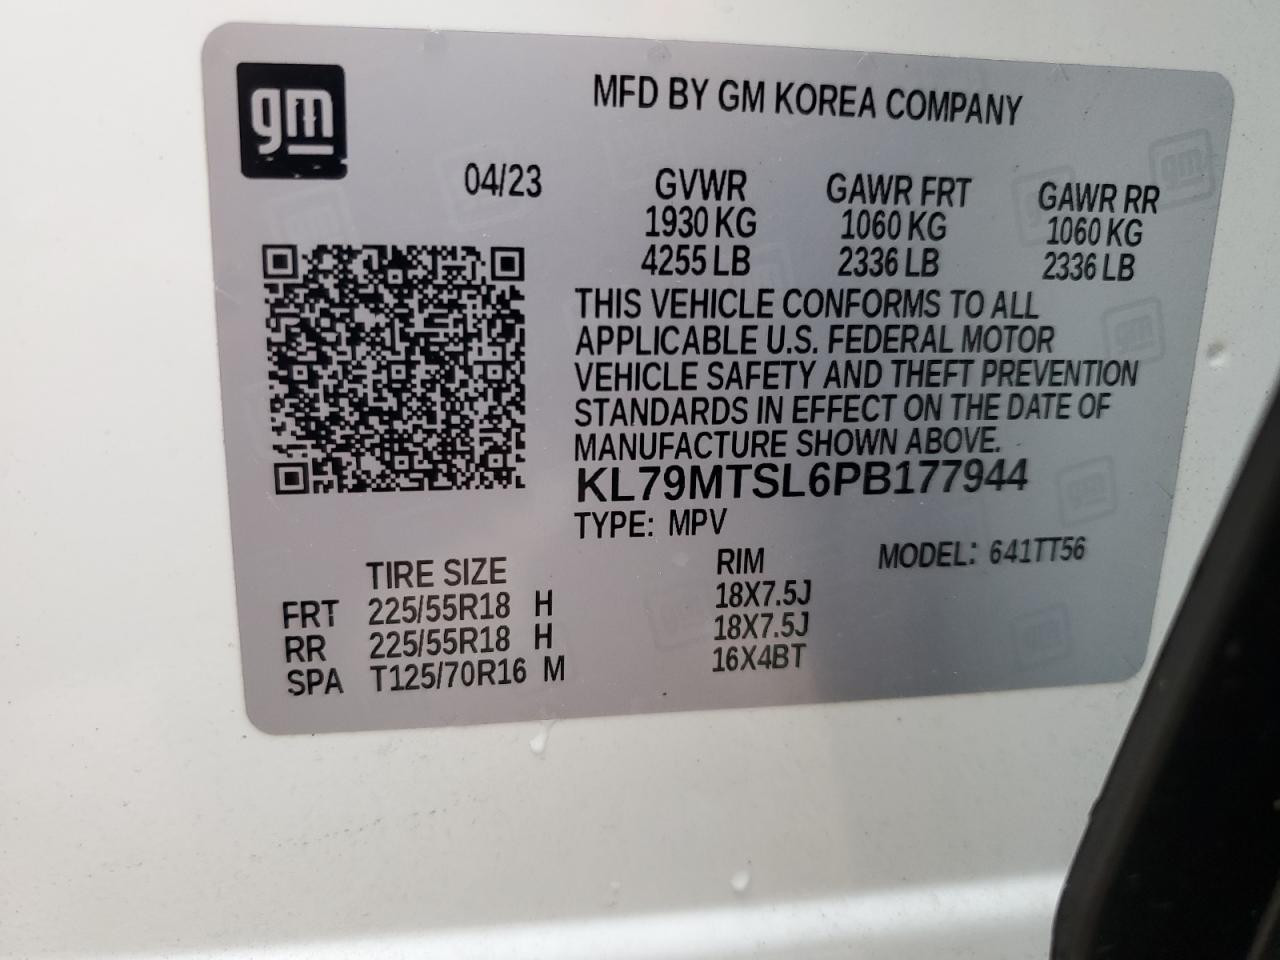 gm
MFD BY GM KOREA COMPANY
04/23
GVWR GAWR FRT GAWR RR
1930 KG 1060 KG 1060 KG
4255 LB 2336 LB 2336 LB
THIS VEHICLE CONFORMS TO ALL
APPLICABLE U.S. FEDERAL MOTOR
VEHICLE SAFETY AND THEFT PREVENTION
STANDARDS IN EFFECT ON THE DATE OF
MANUFACTURE SHOWN ABOVE.
KL79MTSL6PB177944
TYPE: MPV
MODEL: 641TT56
TIRE SIZE RIM
FRT 225/55R18 H 18X7.5J
RR 225/55R18 H 18X7.5J
SPA T125/70R16 M 16X4BT